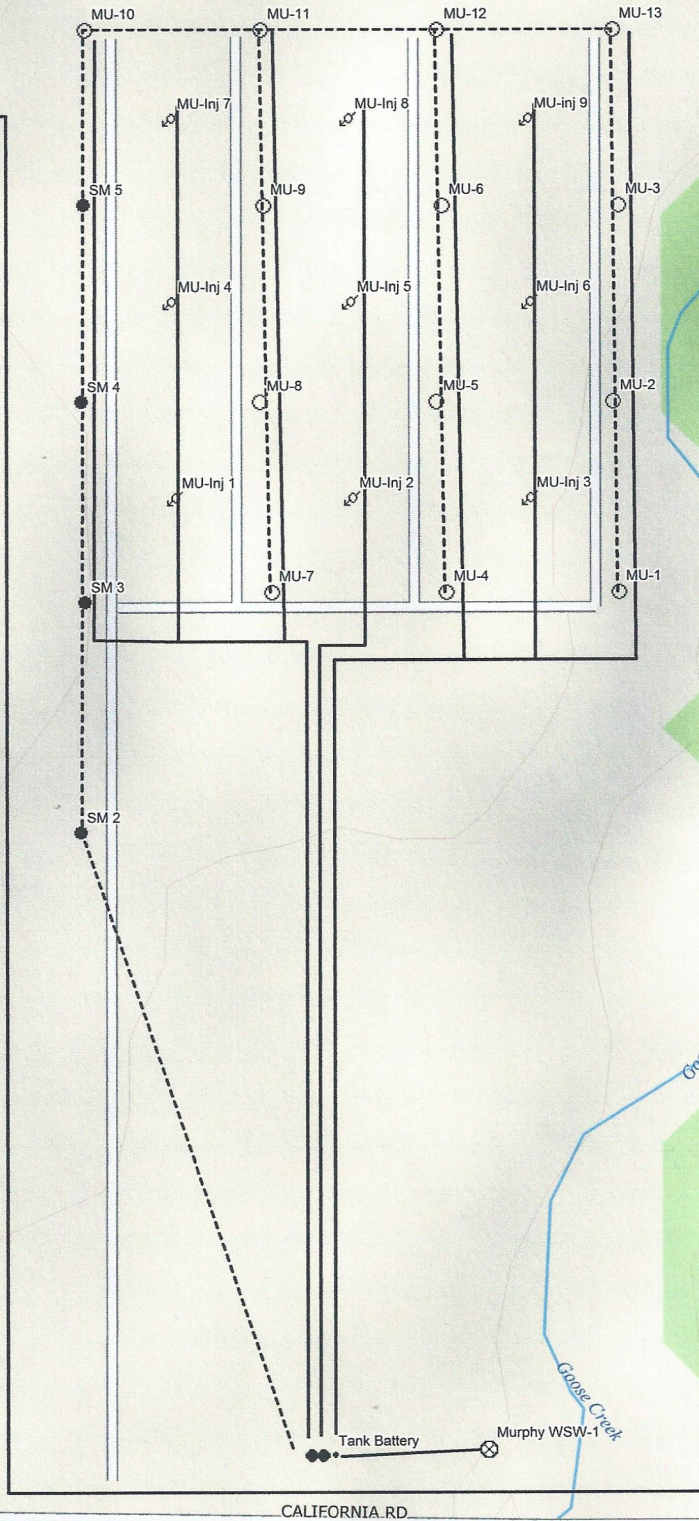 MU-10
MU-11
MU-12
MU-13
MU-Inj 7
MU-Inj 8
MU-inj 9
SM 5
MU-9
MU-6
MU-3
MU-Inj 4
MU-Inj 5
MU-Inj 6
SM 4
MU-8
MU-5
MU-2
MU-Inj 1
MU-Inj 2
MU-Inj 3
SM 3
MU-7
MU-4
MU-1
SM 2
Goose Creek
Tank Battery
Murphy WSW-1
CALIFORNIA RD